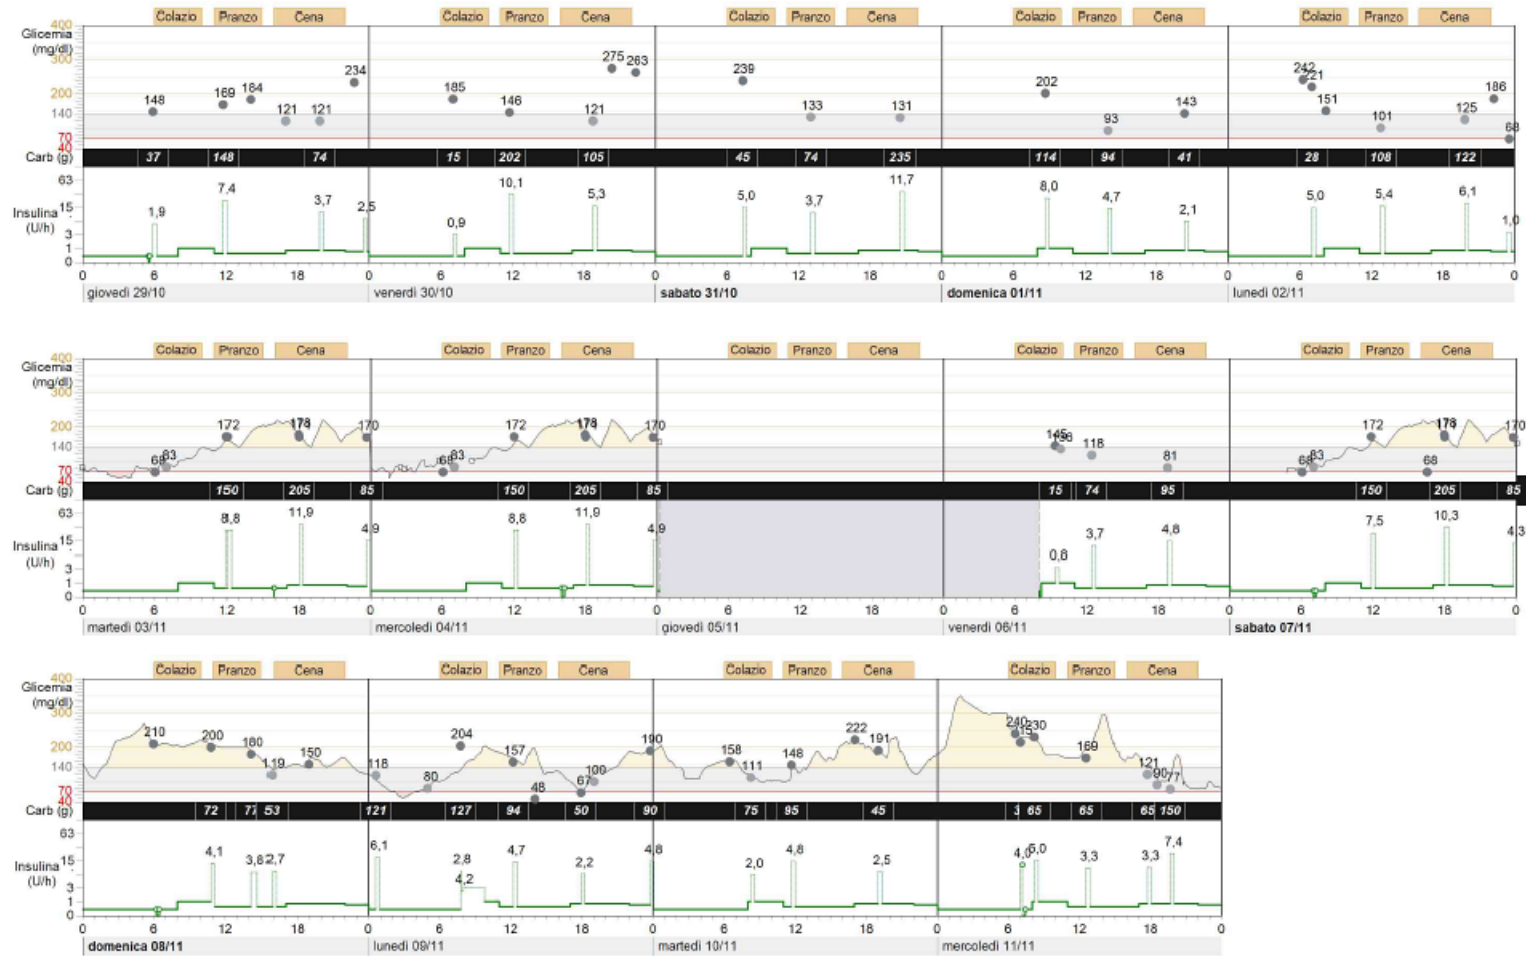 Colazio Pranzo Cena Colazio Pranzo Cena Colazio Pranzo Cena Colazio Pranzo Cena Colazio Pranzo Cena
400
Glicemia
(mg/dl)
300
200
140
70
40
148 169 184 121 121 234 185 146 121 275 263 239 133 131 202 93 143 242 221 151 101 125 186 68
Carb (g) 37 148 74 15 202 105 45 74 235 114 94 41 28 108 122
63
15
Insulina
(U/h)
3
1
0
1,9 7,4 3,7 2,5 0,9 10,1 5,3 5,0 3,7 11,7 8,0 4,7 2,1 5,0 5,4 6,1 1,0
0 6 12 18 0 6 12 18 0 6 12 18 0 6 12 18 0 6 12 18 0
giovedì 29/10 venerdì 30/10 sabato 31/10 domenica 01/11 lunedì 02/11
Colazio Pranzo Cena Colazio Pranzo Cena Colazio Pranzo Cena Colazio Pranzo Cena Colazio Pranzo Cena
400
Glicemia
(mg/dl)
300
200
140
70
40
68 83 172 178 170 68 83 172 178 170 145 118 81 68 83 172 68 178 170
Carb (g) 150 205 85 150 205 85 15 74 95 150 205 85
63
15
Insulina
(U/h)
3
1
0
8,8 11,9 4,9 8,8 11,9 4,9 0,8 3,7 4,8 7,5 10,3 4,3
0 6 12 18 0 6 12 18 0 6 12 18 0 6 12 18 0 6 12 18 0
martedì 03/11 mercoledì 04/11 giovedì 05/11 venerdì 06/11 sabato 07/11
Colazio Pranzo Cena Colazio Pranzo Cena Colazio Pranzo Cena Colazio Pranzo Cena
400
Glicemia
(mg/dl)
300
200
140
70
40
210 200 180 119 150 118 80 204 157 48 67 100 190 158 111 148 222 191 240 215 230 169 121 90 77
Carb (g) 72 77 53 121 127 94 50 90 75 95 45 65 65 65 150
63
15
Insulina
(U/h)
3
1
0
4,1 3,8 2,7 6,1 2,8 4,2 4,7 2,2 4,8 2,0 4,8 2,5 4,0 6,0 3,3 3,3 7,4
0 6 12 18 0 6 12 18 0 6 12 18 0 6 12 18 0
domenica 08/11 lunedì 09/11 martedì 10/11 mercoledì 11/11